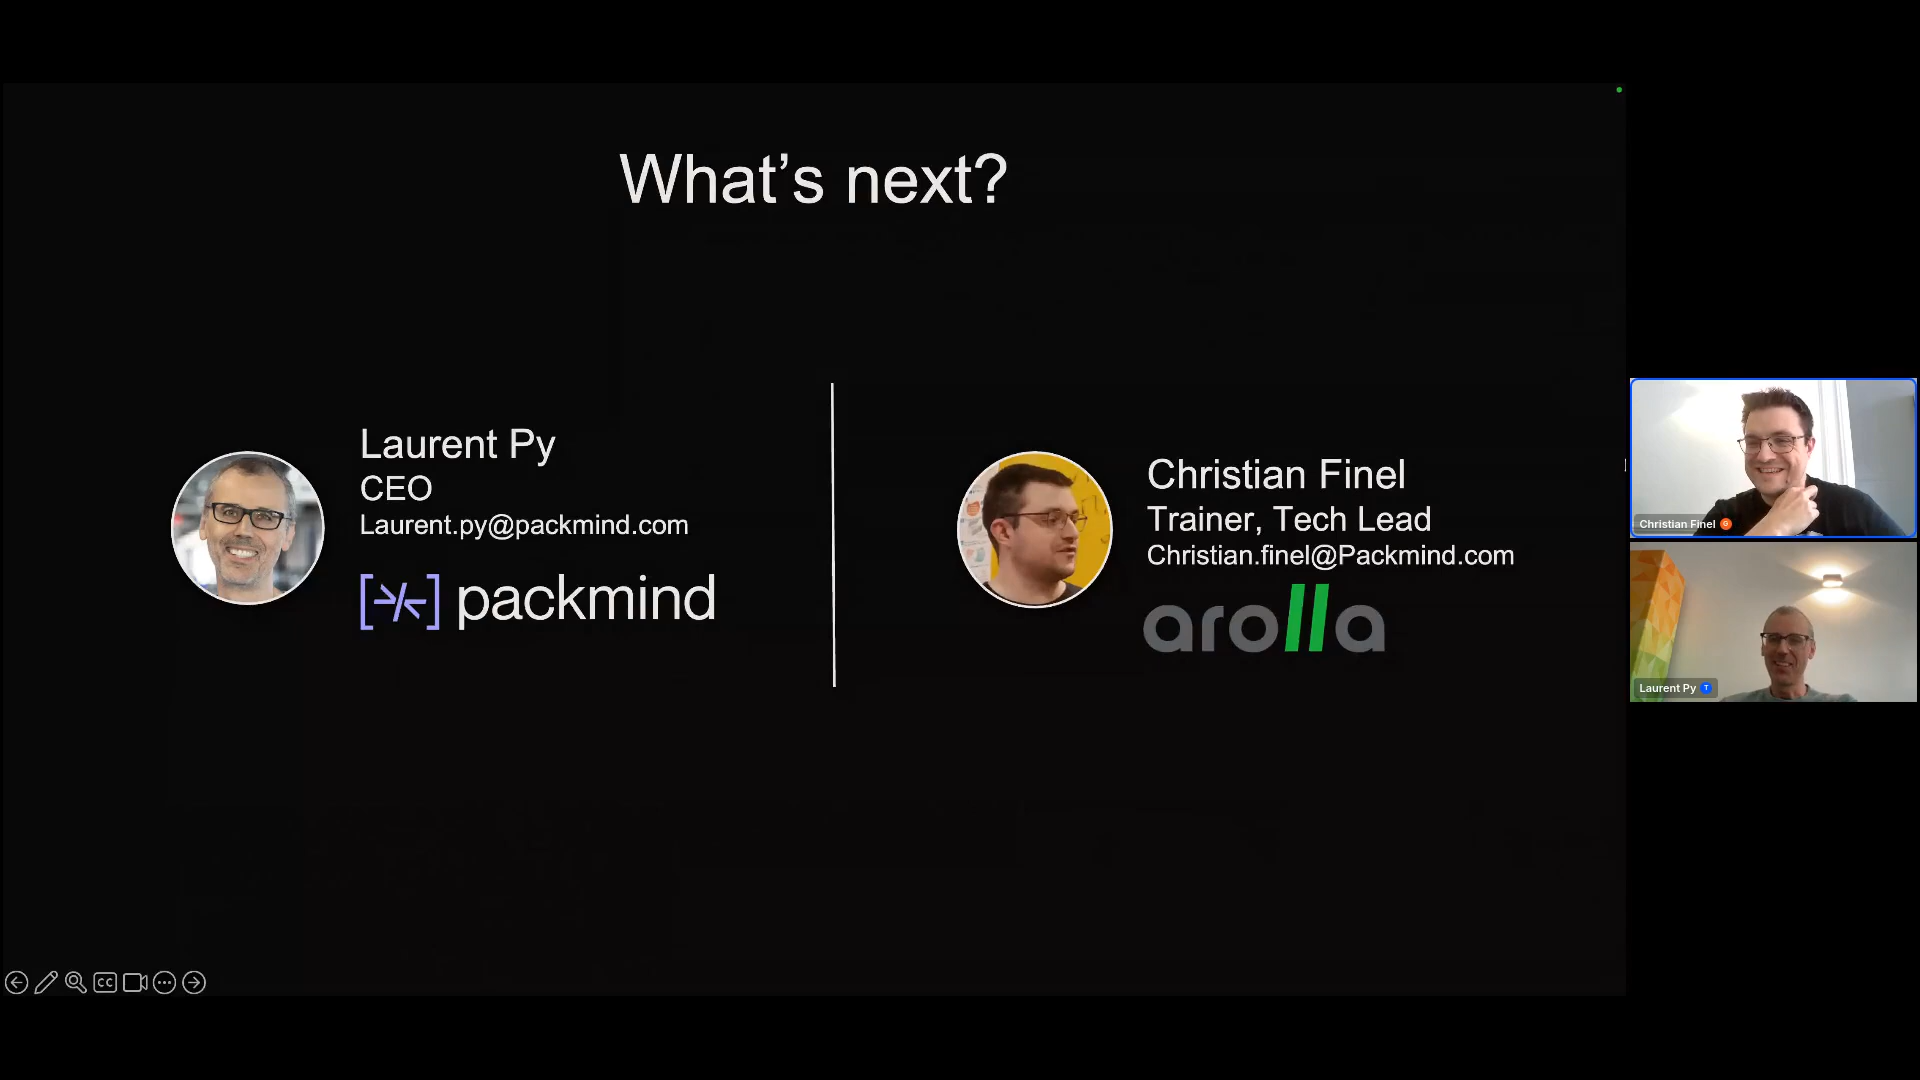 What's next?
Laurent Py
CEO
Laurent.py@packmind.com
packmind
Christian Finel
Trainer, Tech Lead
Christian.finel@Packmind.com
arolla
Christian Finel G
Laurent Py T
CC